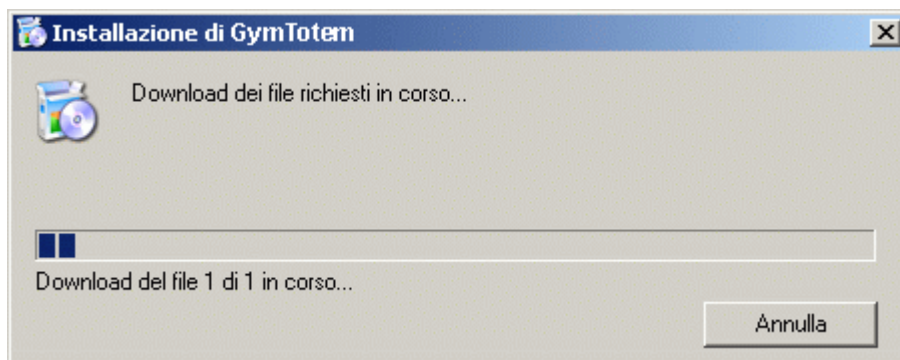 Installazione di GymTotem
Download dei file richiesti in corso...
Download del file 1 di 1 in corso...
Annulla